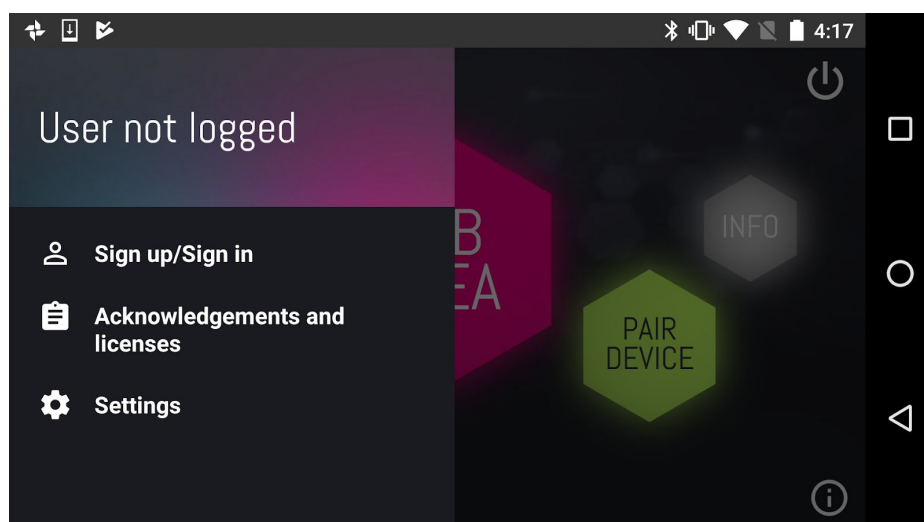 4:17
User not logged
Sign up/Sign in
Acknowledgements and
licenses
Settings
INFO
PAIR
DEVICE